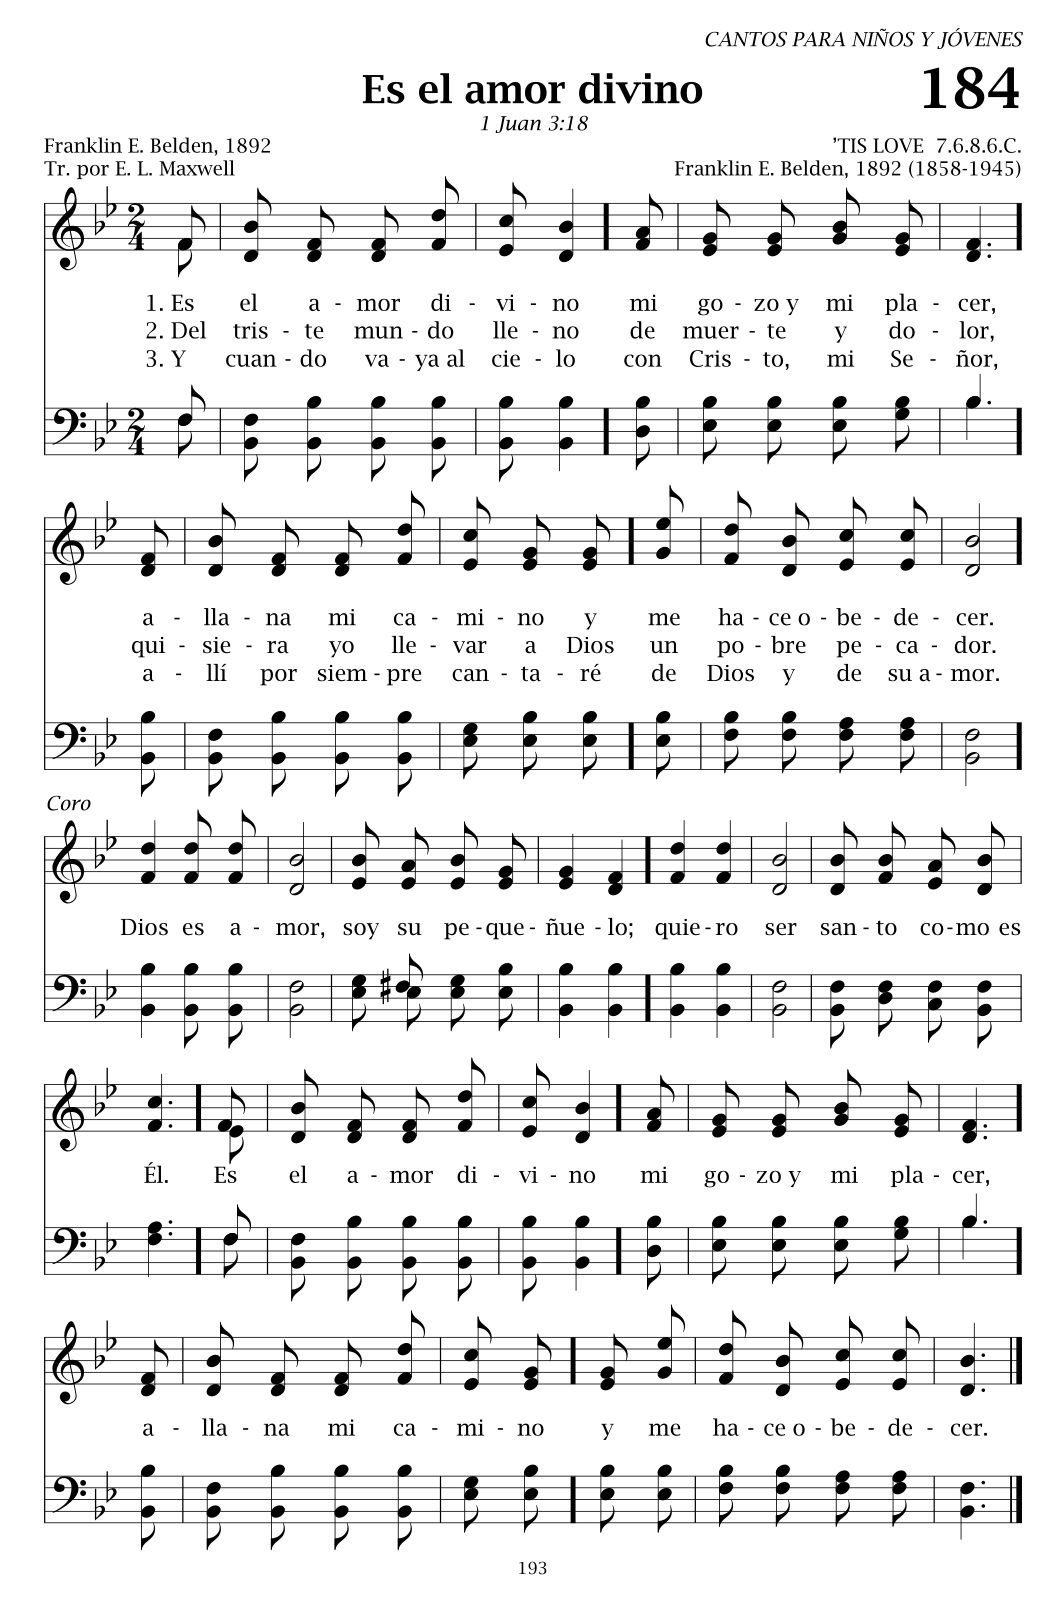 CANTOS PARA NIÑOS Y JÓVENES
Es el amor divino
184
1 Juan 3:18
Franklin E. Belden, 1892
'TIS LOVE 7.6.8.6.C.
Tr. por E. L. Maxwell
Franklin E. Belden, 1892 (1858-1945)
1. Es el a - mor di - vi - no mi go - zo y mi pla - cer,
2. Del tris - te mun - do lle - no de muer - te y do - lor,
3. Y cuan - do va - ya al cie - lo con Cris - to, mi Se - ñor,
a - lla - na mi ca - mi - no y me ha - ce o - be - de - cer.
qui - sie - ra yo lle - var a Dios un po - bre pe - ca - dor.
a - llí por siem - pre can - ta - ré de Dios y de su a - mor.
Coro
Dios es a - mor, soy su pe - que - ñue - lo; quie - ro ser san - to co - mo es
Él. Es el a - mor di - vi - no mi go - zo y mi pla - cer,
a - lla - na mi ca - mi - no y me ha - ce o - be - de - cer.
193